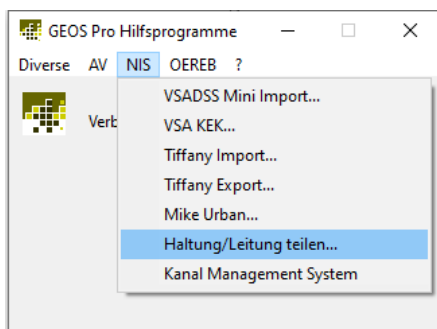 GEOS Pro Hilfsprogramme
Diverse AV NIS OEREB ?
VSADSS Mini Import...
Verb
VSA KEK...
Tiffany Import...
Tiffany Export...
Mike Urban...
Haltung/Leitung teilen...
Kanal Management System